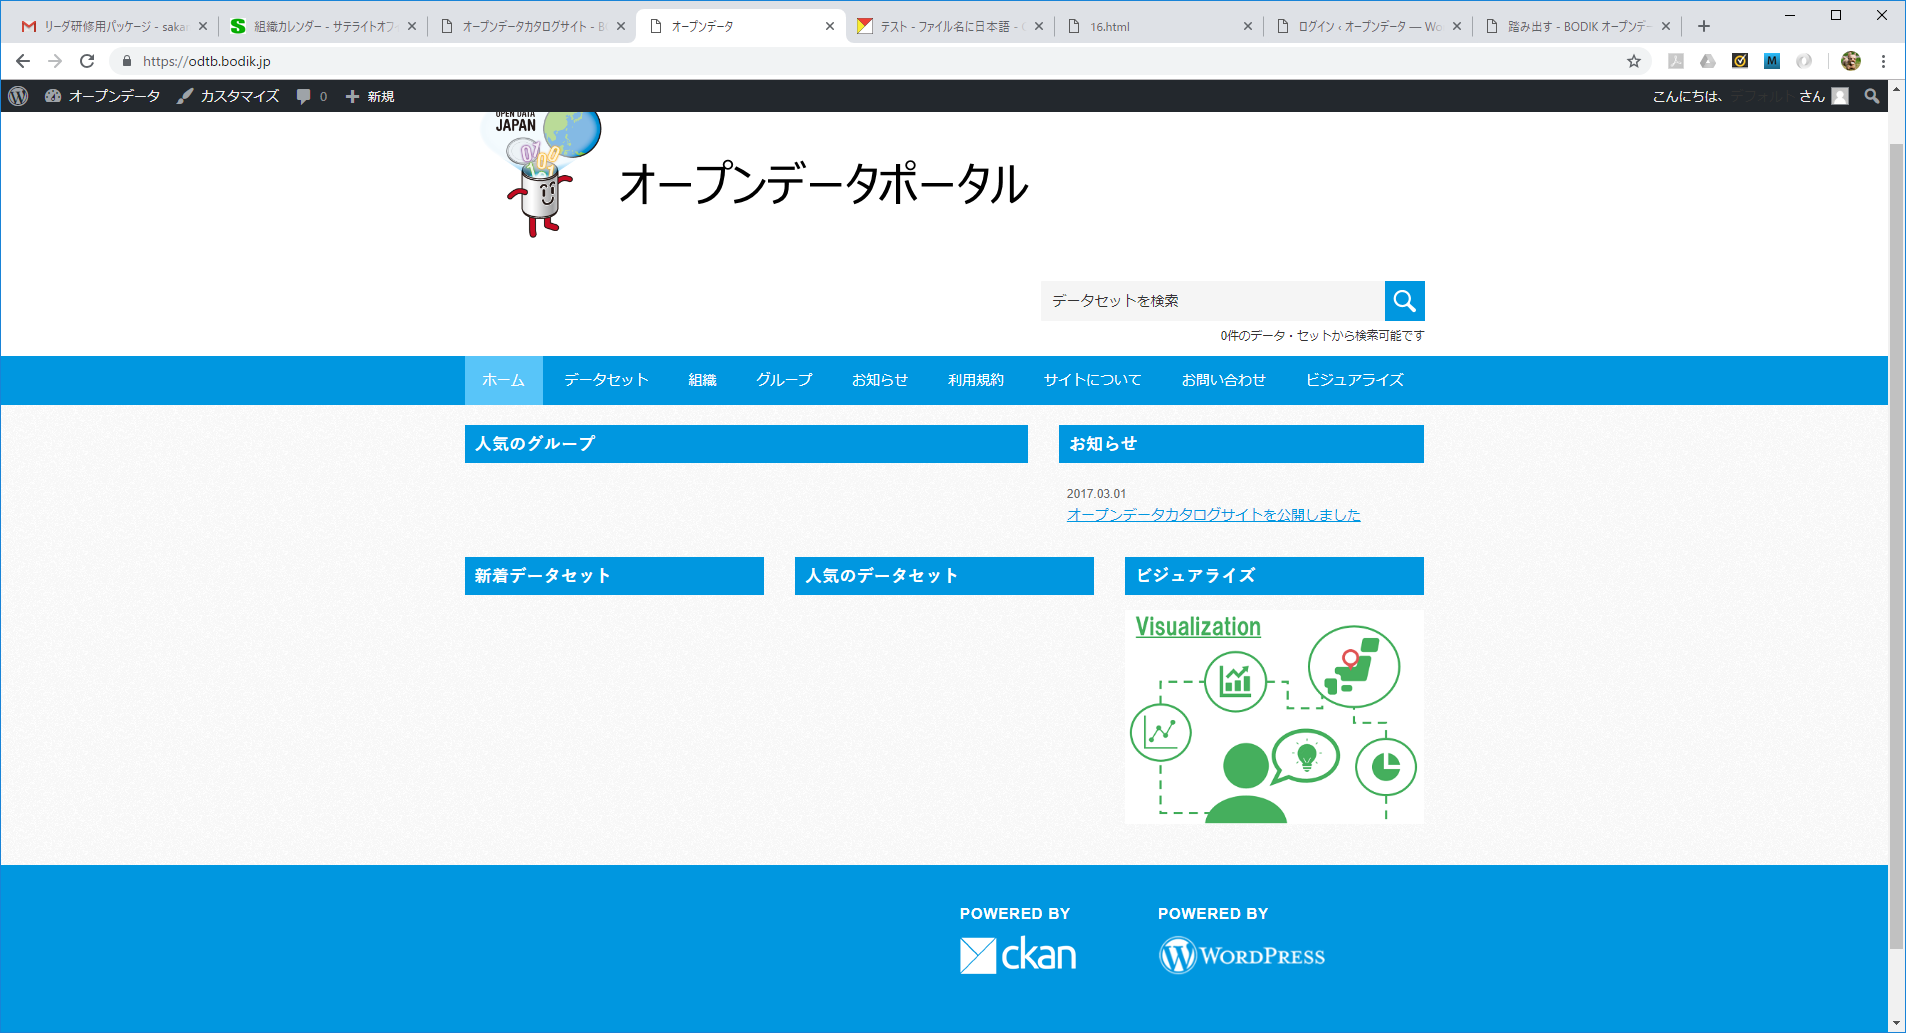 リーダ研修用パッケージ - saka
組織カレンダー - サテライトオフ
オープンデータカタログサイト - B
オープンデータ
テスト - ファイル名に日本語 -
16.html
ログイン ‹ オープンデータ — Wo
踏み出す - BODIK オープンデー
https://odtb.bodik.jp
オープンデータ
カスタマイズ
0
新規
こんにちは、デフォルト さん
OPEN DATA
JAPAN
オープンデータポータル
データセットを検索
0件のデータ・セットから検索可能です
ホーム
データセット
組織
グループ
お知らせ
利用規約
サイトについて
お問い合わせ
ビジュアライズ
人気のグループ
お知らせ
2017.03.01
オープンデータカタログサイトを公開しました
新着データセット
人気のデータセット
ビジュアライズ
Visualization
POWERED BY
ckan
POWERED BY
WORDPRESS